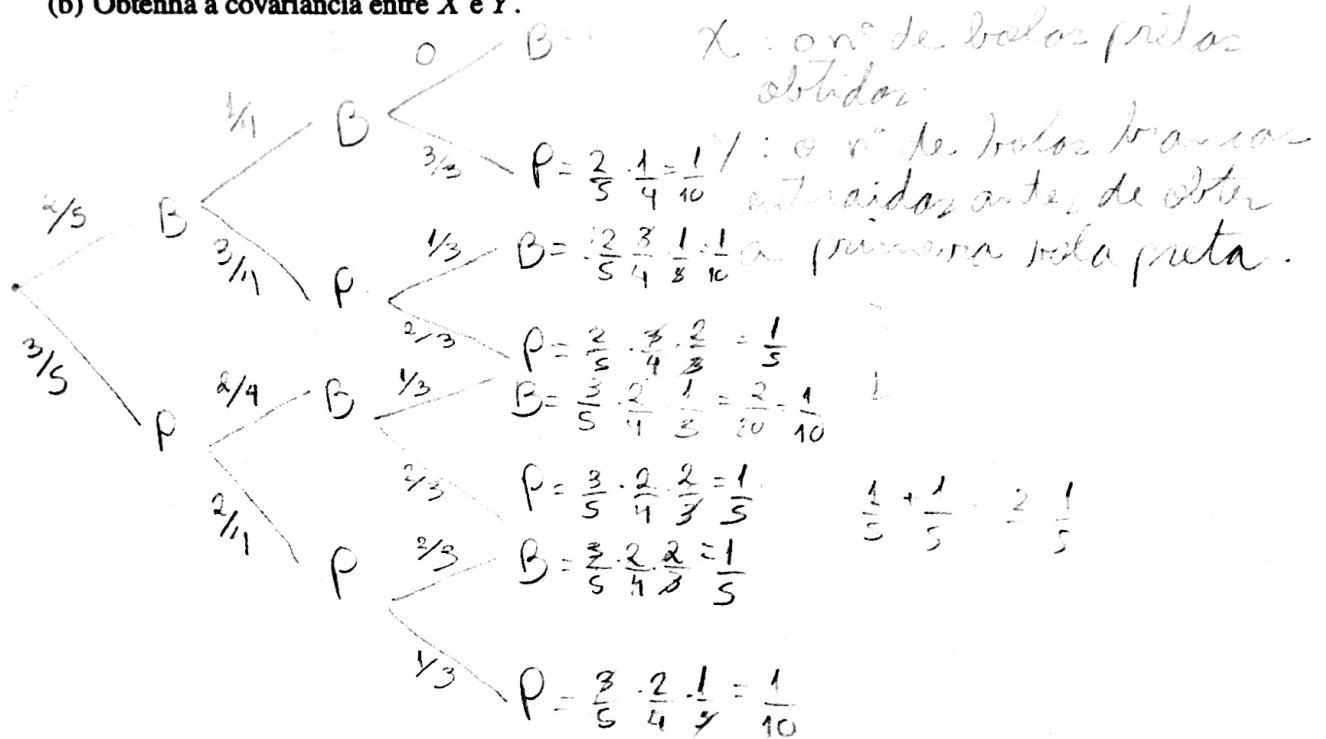 (b) Obtenha a covariância entre X e Y.
X : o nº de bolas pretas
obtidas.
Y : o nº de bolas brancas
extraídas antes de obter
a primeira bola preta.
0 B =
1/4 B
3/3 P = 2/5 · 1/4 = 1/10
2/5 B
3/4 P
1/3 B = 2/5 3/4 · 1/3 = 1/10
2/3 P = 2/5 · 3/4 · 2/3 = 1/5
3/5 P
2/4 B
1/3 B = 3/5 · 2/4 · 1/3 = 2/20 = 1/10
2/3 P = 3/5 · 2/4 · 2/3 = 1/5
1/5 + 1/5 2 1/5
2/4 P
2/3 B = 3/5 · 2/4 · 2/3 = 1/5
1/3 P = 3/5 · 2/4 · 1/3 = 1/10